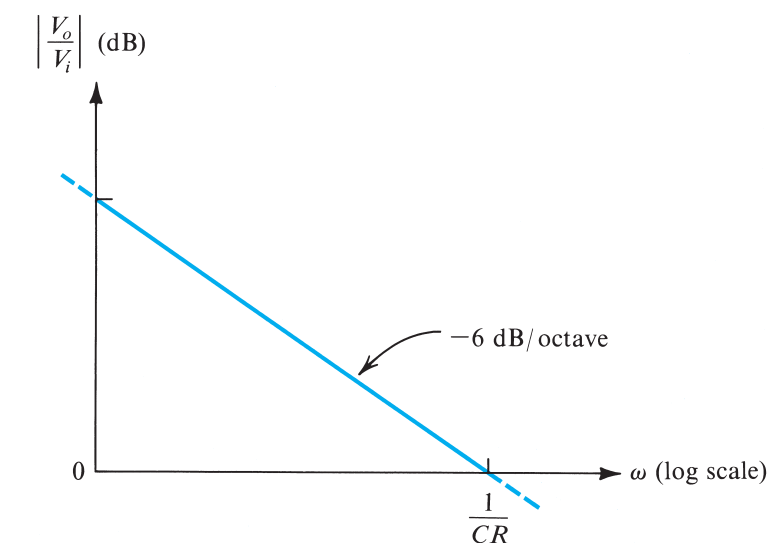 |Vo/Vi| (dB)
−6 dB/octave
0
ω (log scale)
1/CR